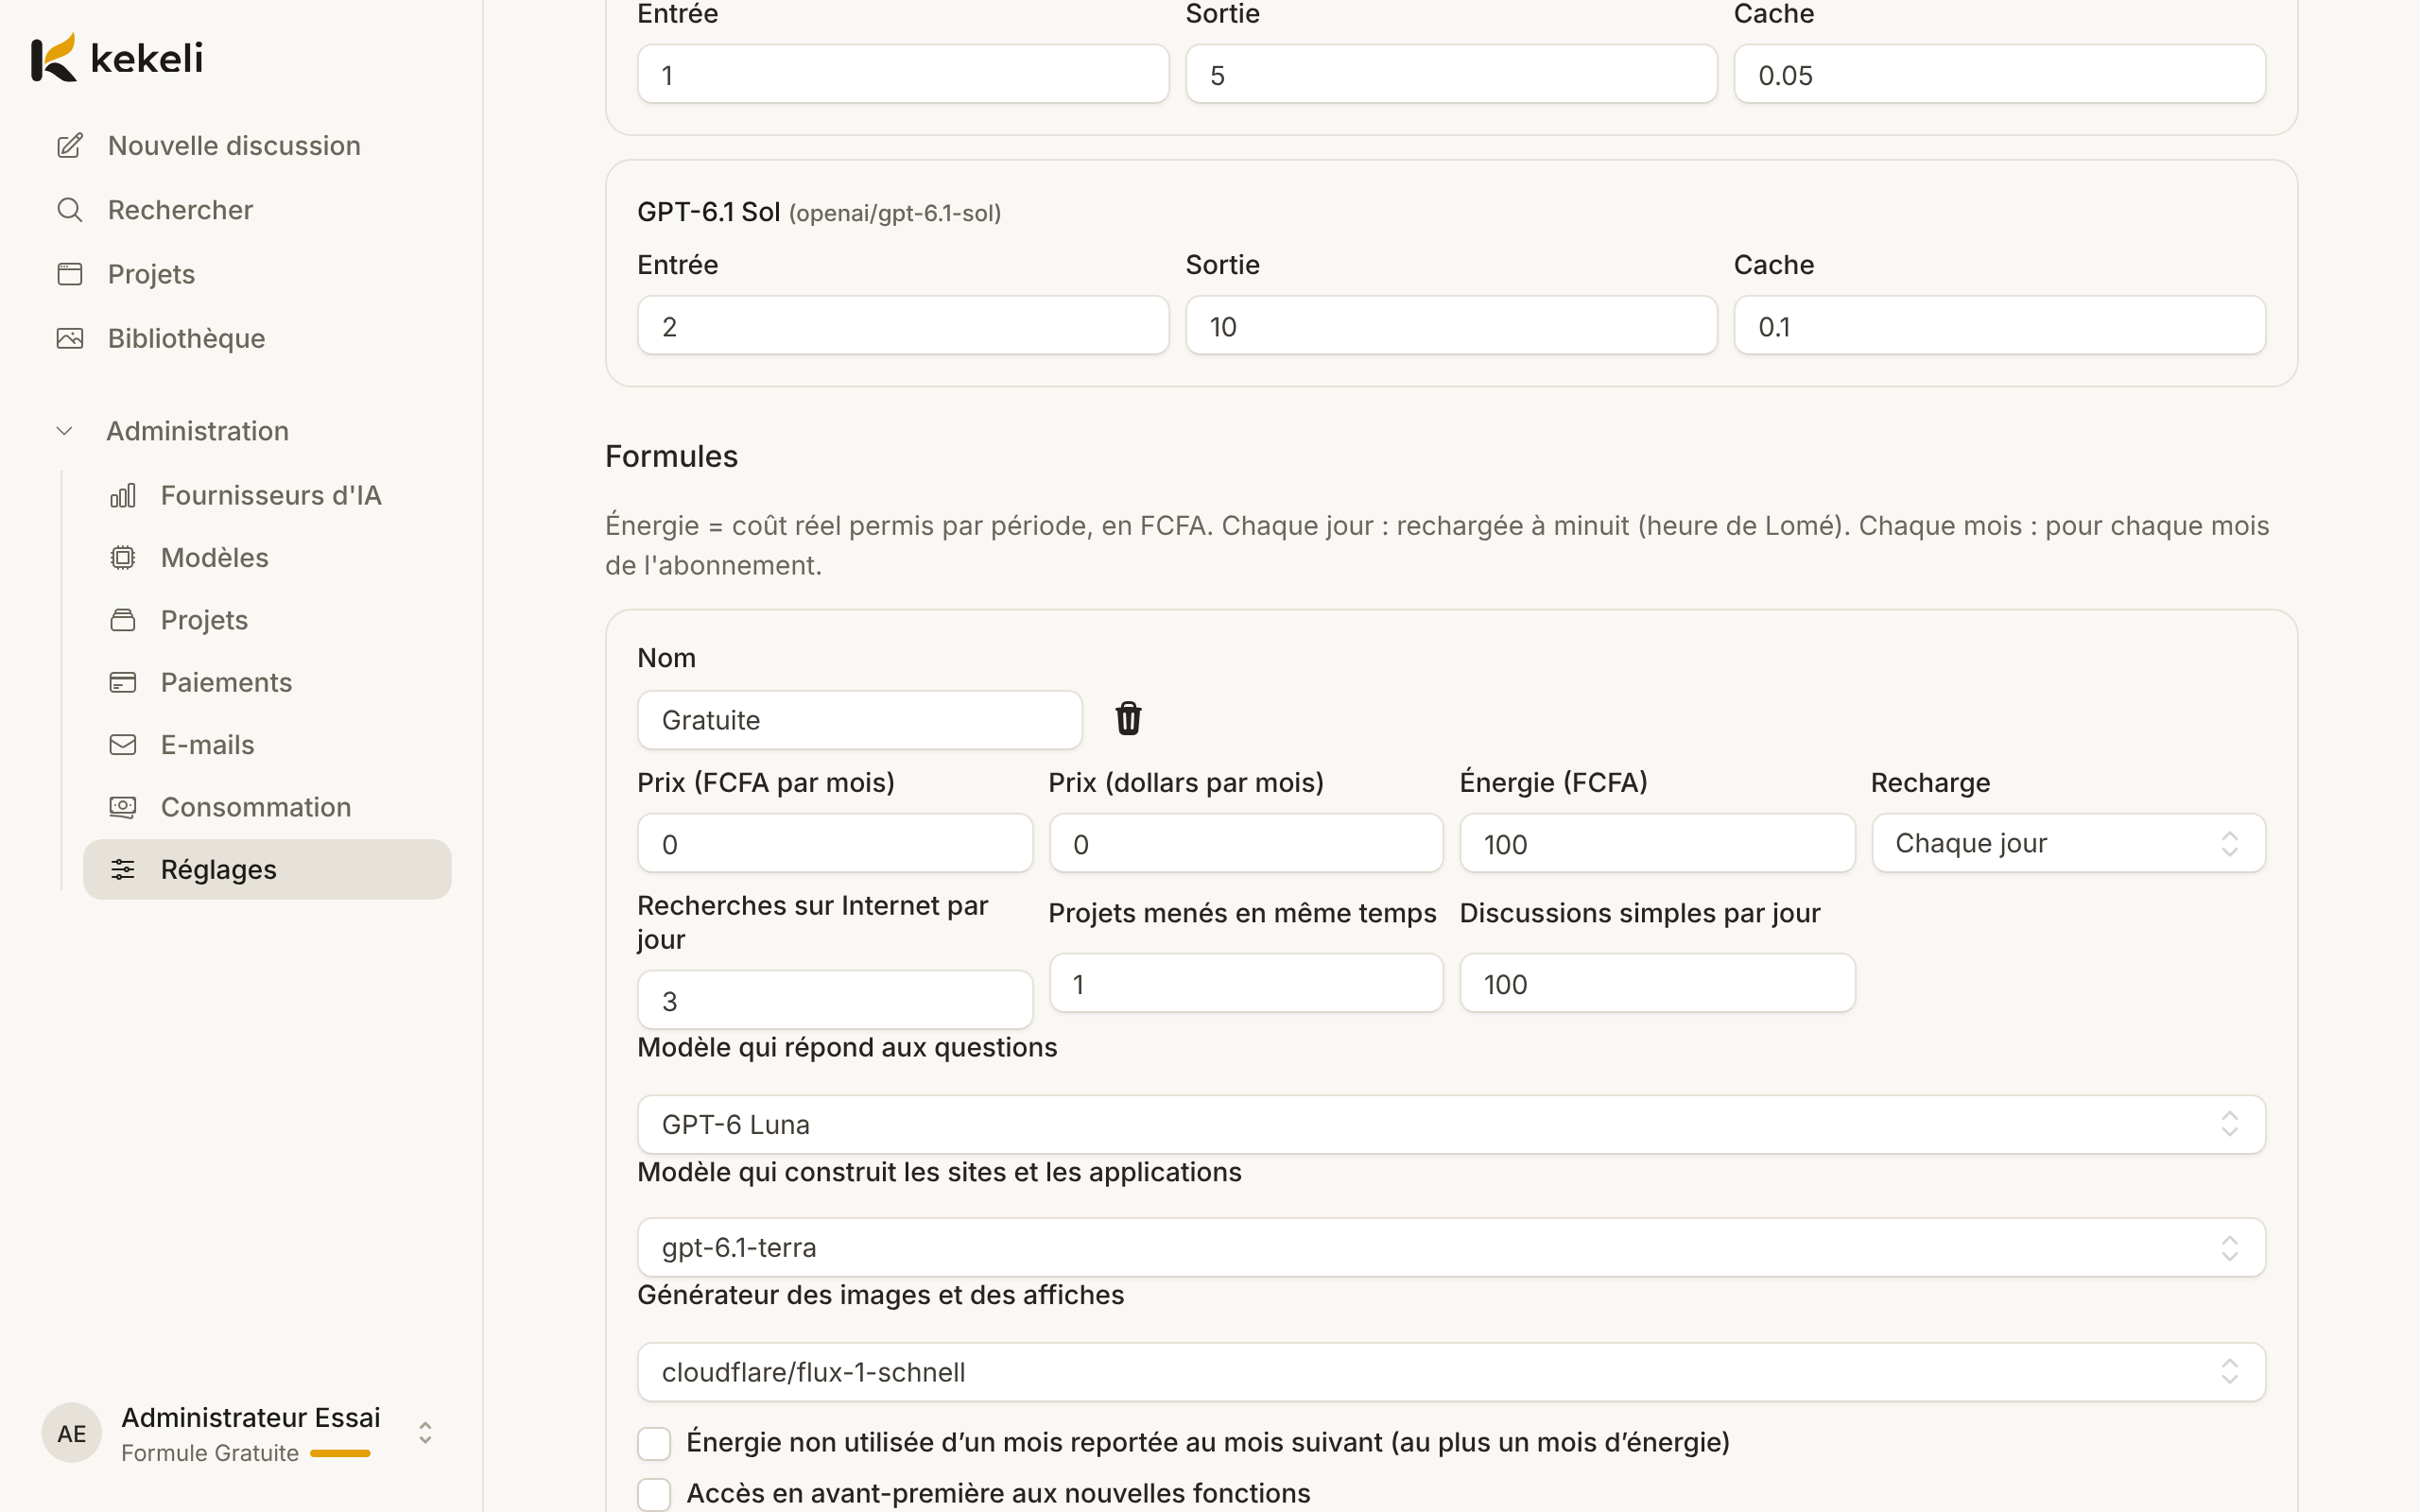 kekeli
Nouvelle discussion
Rechercher
Projets
Bibliothèque
Administration
Fournisseurs d'IA
Modèles
Projets
Paiements
E-mails
Consommation
Réglages
AE
Administrateur Essai
Formule Gratuite
Entrée Sortie Cache
1 5 0.05
GPT-6.1 Sol (openai/gpt-6.1-sol)
Entrée Sortie Cache
2 10 0.1
Formules
Énergie = coût réel permis par période, en FCFA. Chaque jour : rechargée à minuit (heure de Lomé). Chaque mois : pour chaque mois
de l'abonnement.
Nom
Gratuite
Prix (FCFA par mois) Prix (dollars par mois) Énergie (FCFA) Recharge
0 0 100 Chaque jour
Recherches sur Internet par
jour
Projets menés en même temps Discussions simples par jour
3 1 100
Modèle qui répond aux questions
GPT-6 Luna
Modèle qui construit les sites et les applications
gpt-6.1-terra
Générateur des images et des affiches
cloudflare/flux-1-schnell
Énergie non utilisée d’un mois reportée au mois suivant (au plus un mois d’énergie)
Accès en avant-première aux nouvelles fonctions